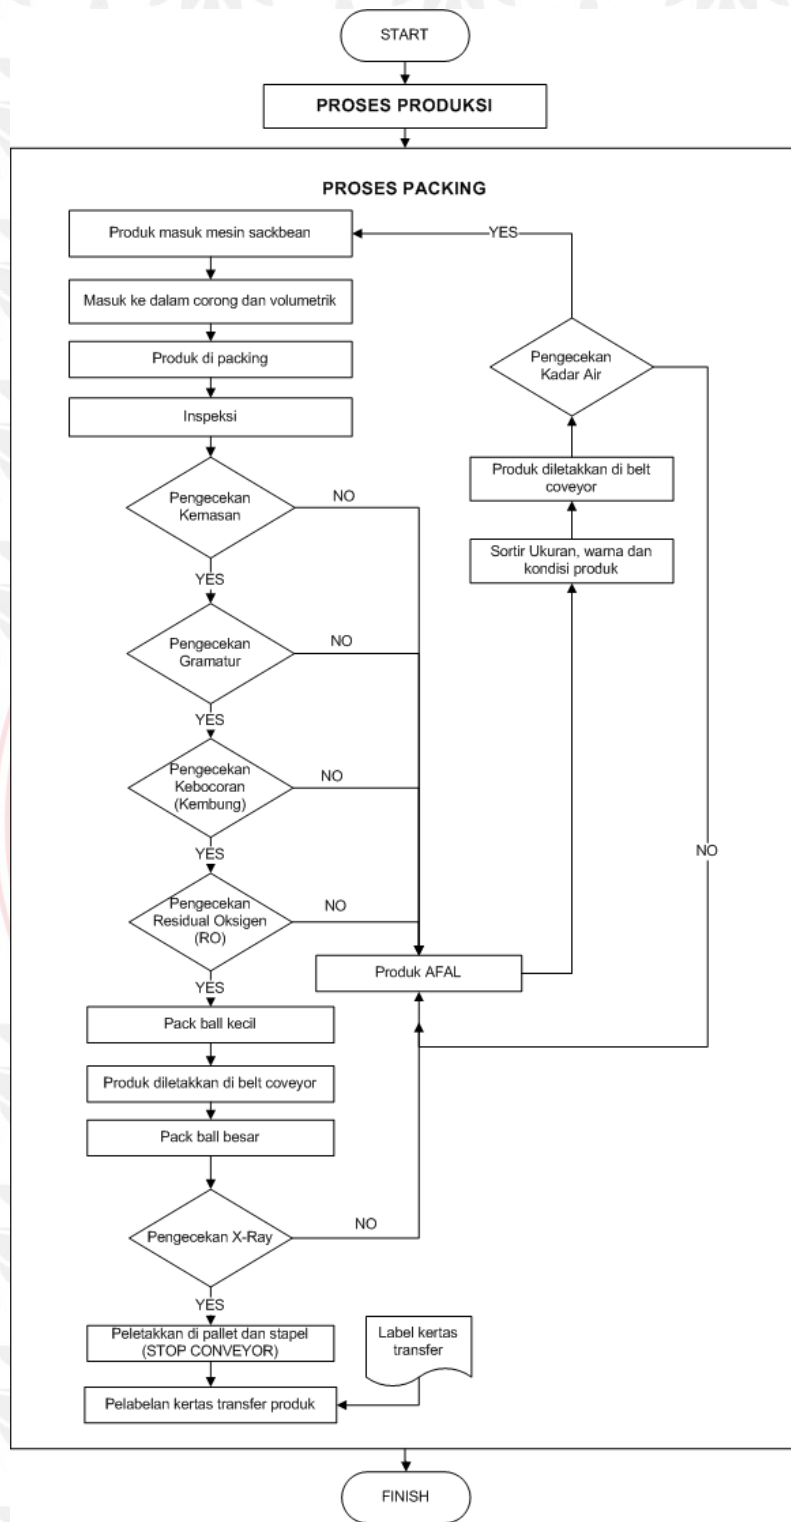 START
PROSES PRODUKSI
PROSES PACKING
Produk masuk mesin sackbean
YES
Masuk ke dalam corong dan volumetrik
Pengecekan
Kadar Air
Produk di packing
Inspeksi
Produk diletakkan di belt
coveyor
Pengecekan
Kemasan
NO
Sortir Ukuran, warna dan
kondisi produk
YES
Pengecekan
Gramatur
NO
YES
Pengecekan
Kebocoran
(Kembung)
NO
NO
YES
Pengecekan
Residual Oksigen
(RO)
NO
Produk AFAL
YES
Pack ball kecil
Produk diletakkan di belt coveyor
Pack ball besar
Pengecekan X-Ray
NO
YES
Peletakkan di pallet dan stapel
(STOP CONVEYOR)
Label kertas
transfer
Pelabelan kertas transfer produk
FINISH